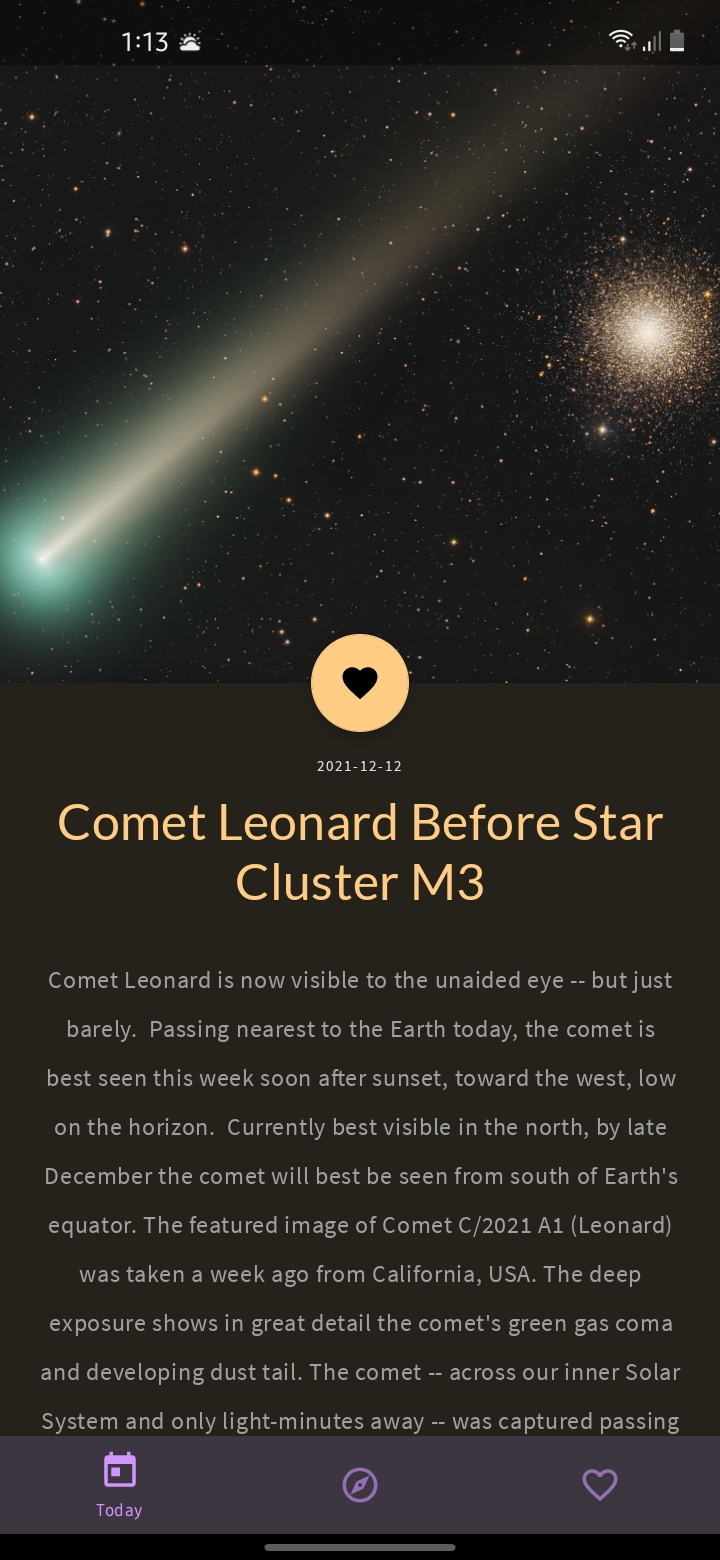 1:13
2021-12-12
Comet Leonard Before Star
Cluster M3
Comet Leonard is now visible to the unaided eye -- but just
barely.  Passing nearest to the Earth today, the comet is
best seen this week soon after sunset, toward the west, low
on the horizon.  Currently best visible in the north, by late
December the comet will best be seen from south of Earth's
equator. The featured image of Comet C/2021 A1 (Leonard)
was taken a week ago from California, USA. The deep
exposure shows in great detail the comet's green gas coma
and developing dust tail. The comet -- across our inner Solar
System and only light-minutes away -- was captured passing
Today